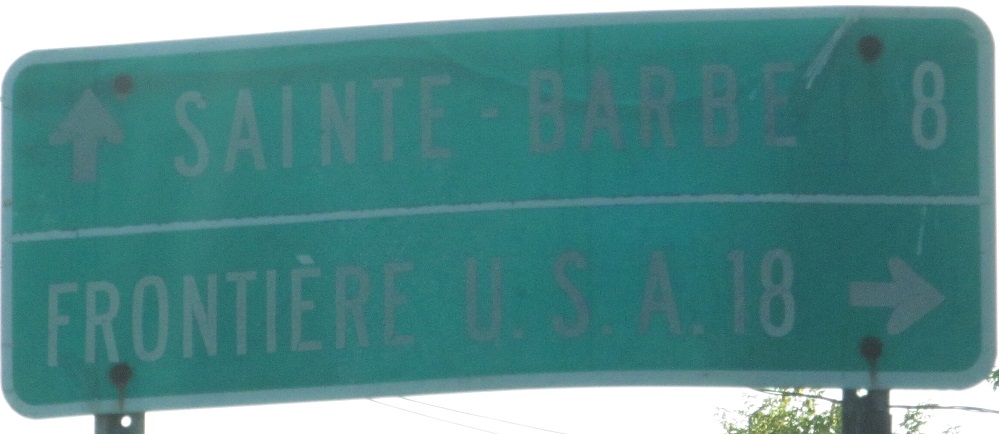 SAINTE-BARBE 8
FRONTIÈRE U.S.A. 18